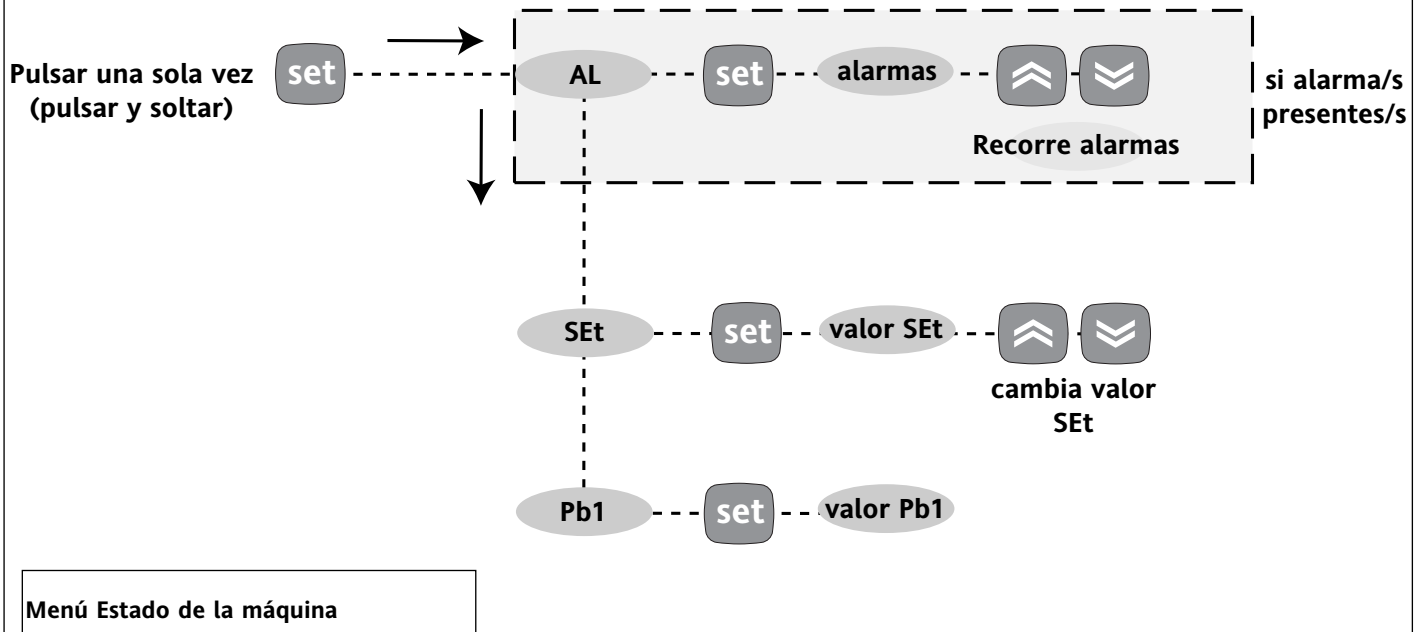 Pulsar una sola vez
(pulsar y soltar)
set
AL
set
alarmas
Recorre alarmas
si alarma/s
presentes/s
SEt
set
valor SEt
cambia valor
SEt
Pb1
set
valor Pb1
Menú Estado de la máquina